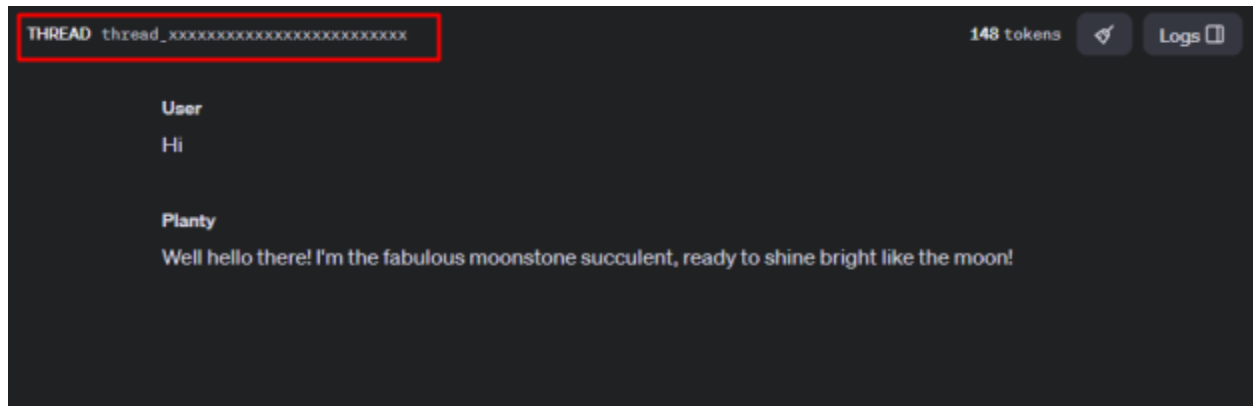 THREAD thread_xxxxxxxxxxxxxxxxxxxxxxxxx 148 tokens Logs
User
Hi
Planty
Well hello there! I'm the fabulous moonstone succulent, ready to shine bright like the moon!